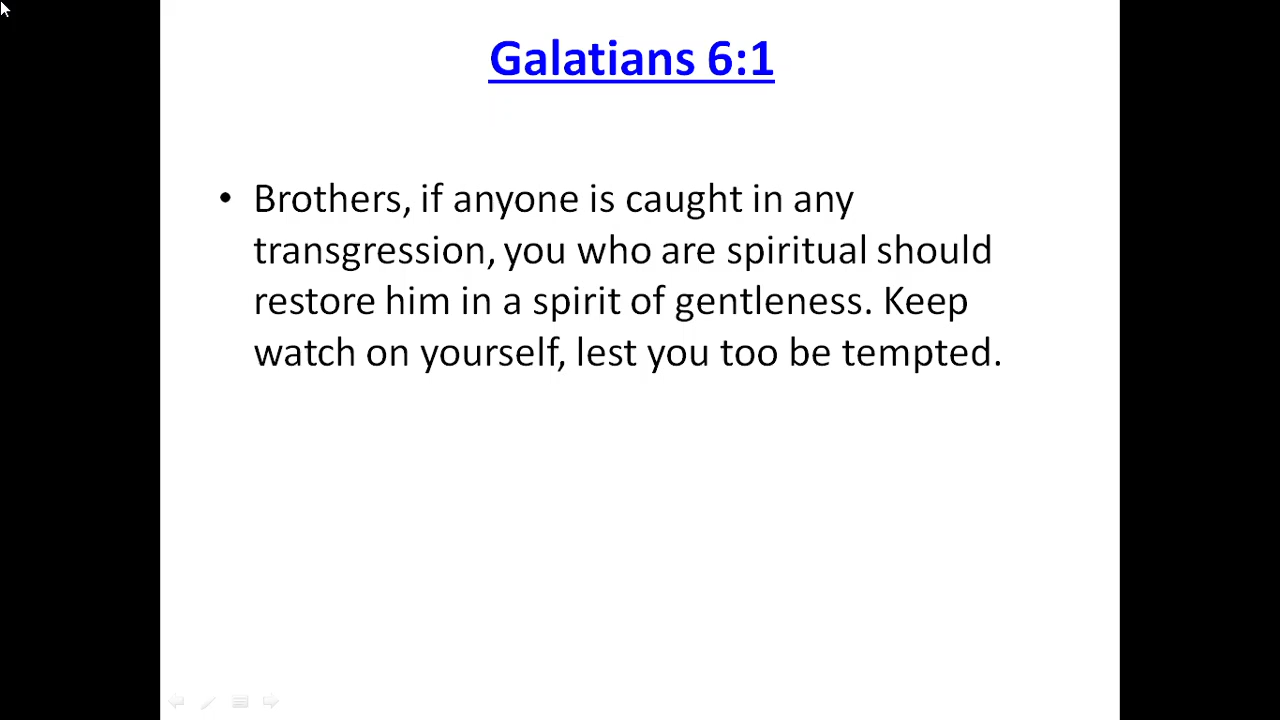 Galatians 6:1
• Brothers, if anyone is caught in any
transgression, you who are spiritual should
restore him in a spirit of gentleness. Keep
watch on yourself, lest you too be tempted.